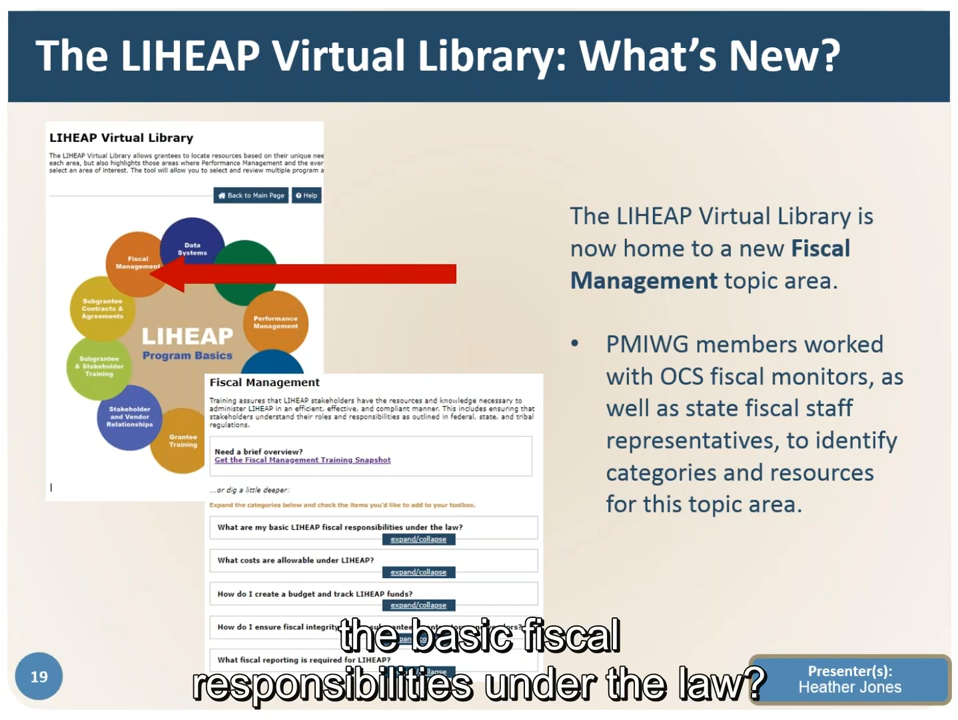 The LIHEAP Virtual Library: What's New?
LIHEAP Virtual Library
The LIHEAP Virtual Library allows grantees to locate resources based on their unique nee
each area, but also highlights those areas where Performance Management and the ever
select an area of interest. The tool will allow you to select and review multiple program a
Back to Main Page
Help
Data
Systems
Fiscal
Management
Subgrantee
Contracts &
Agreements
Performance
Management
LIHEAP
Program Basics
Subgrantee
& Stakeholder
Training
Stakeholder
and Vendor
Relationships
Grantee
Training
Fiscal Management
Training assures that LIHEAP stakeholders have the resources and knowledge necessary to
administer LIHEAP in an efficient, effective, and compliant manner. This includes ensuring that
stakeholders understand their roles and responsibilities as outlined in federal, state, and tribal
regulations.
Need a brief overview?
Get the Fiscal Management Training Snapshot
...or dig a little deeper:
Expand the categories below and check the items you'd like to add to your toolbox.
What are my basic LIHEAP fiscal responsibilities under the law?
expand/collapse
What costs are allowable under LIHEAP?
expand/collapse
How do I create a budget and track LIHEAP funds?
expand/collapse
How do I ensure fiscal integrity
What fiscal reporting is required for LIHEAP?
The LIHEAP Virtual Library is
now home to a new Fiscal
Management topic area.
• PMIWG members worked
with OCS fiscal monitors, as
well as state fiscal staff
representatives, to identify
categories and resources
for this topic area.
the basic fiscal
responsibilities under the law?
19
Presenter(s):
Heather Jones